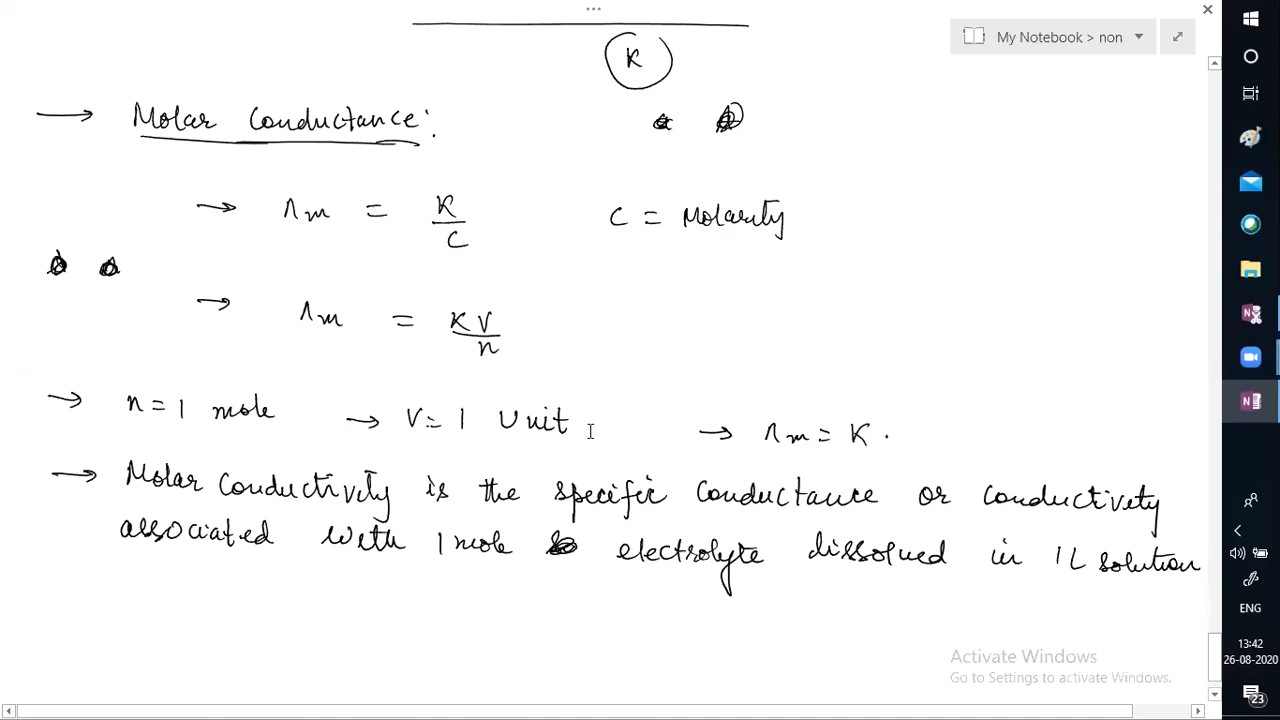 ...
My Notebook > non
K
→ Molar Conductance:
→ Λm = K/C C = Molarity
→ Λm = KV/n
→ n = 1 mole → V = 1 Unit → Λm = K .
→ Molar Conductivity is the specific conductance or conductivity
associated with 1 mole electrolyte dissolved in 1L solution
Activate Windows
Go to Settings to activate Windows.
ENG
13:42
26-08-2020
23